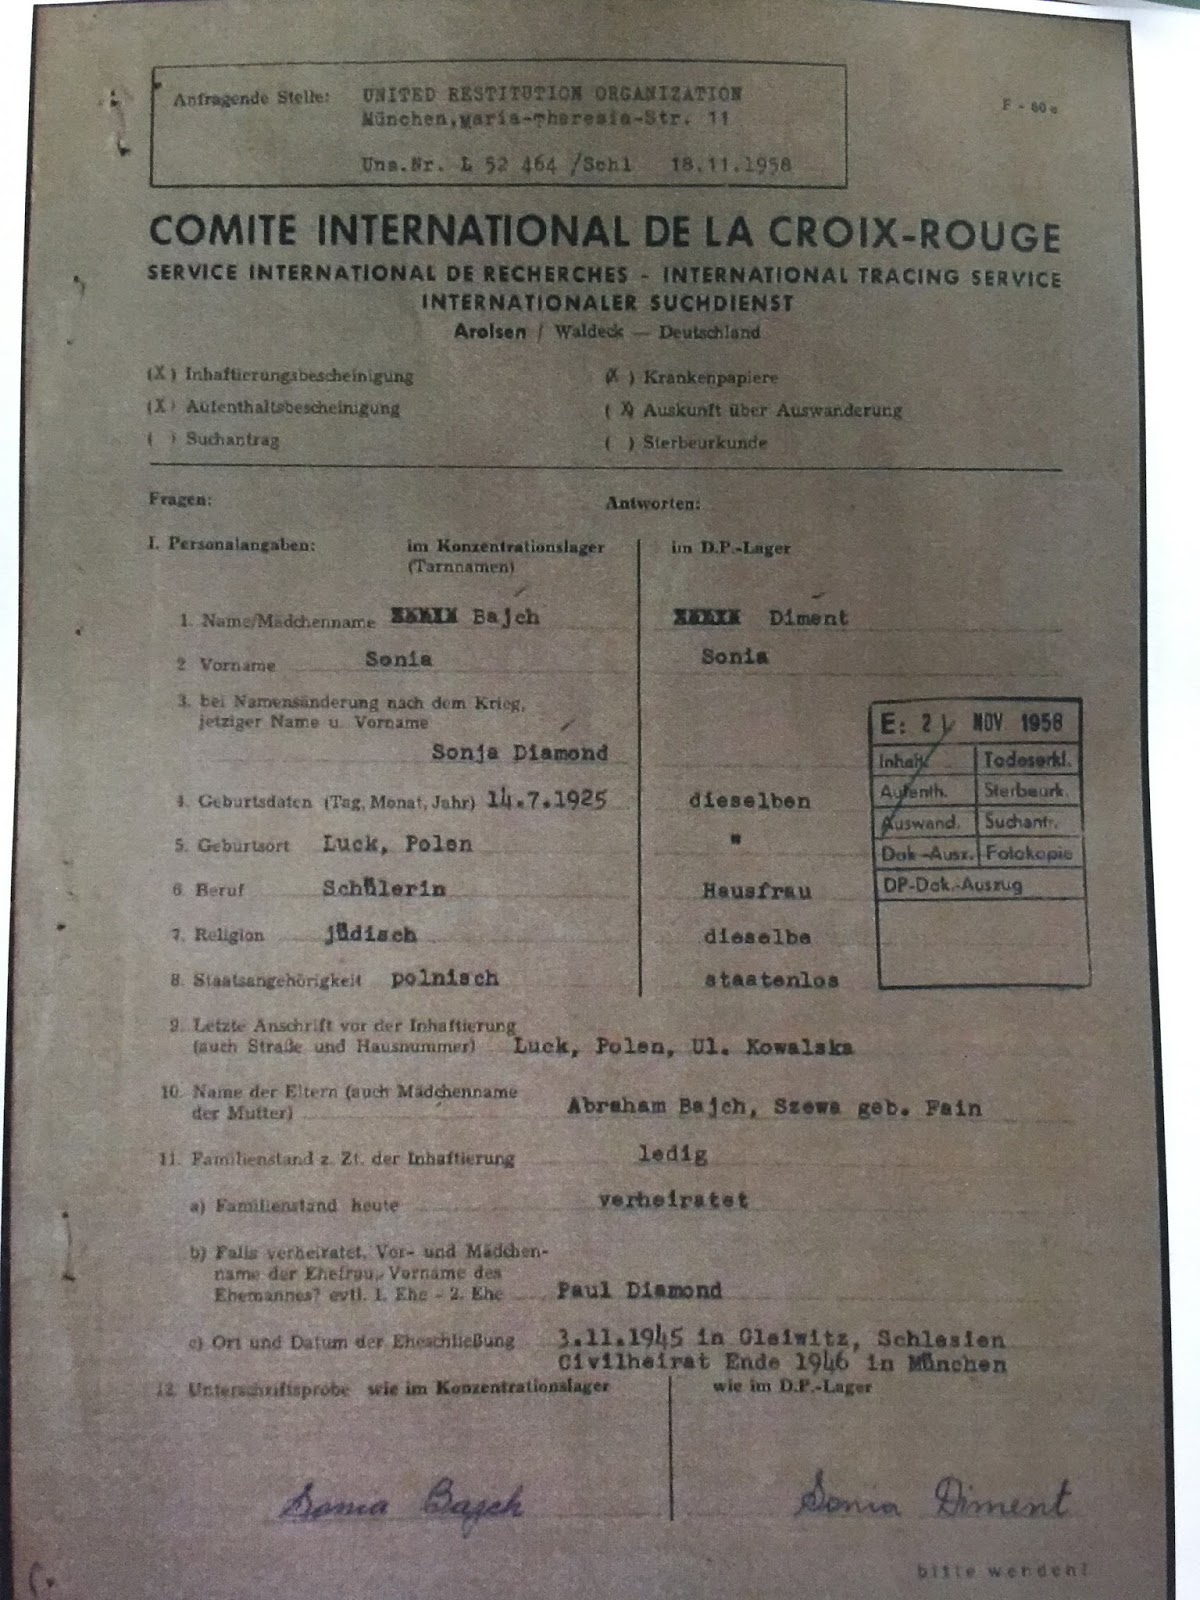 Anfragende Stelle: UNITED RESTITUTION ORGANIZATION
München, Maria-Theresia-Str. 11
Uns.Nr. L 52 464 /Schl 18.11.1958
F - 60 a
COMITE INTERNATIONAL DE LA CROIX-ROUGE
SERVICE INTERNATIONAL DE RECHERCHES - INTERNATIONAL TRACING SERVICE
INTERNATIONALER SUCHDIENST
Arolsen / Waldeck — Deutschland
(X) Inhaftierungsbescheinigung (X) Krankenpapiere
(X) Aufenthaltsbescheinigung (X) Auskunft über Auswanderung
( ) Suchantrag ( ) Sterbeurkunde
Fragen: Antworten:
I. Personalangaben: im Konzentrationslager im D.P.-Lager
(Tarnnamen)
1. Name/Mädchenname Bajch Diment
2. Vorname Sonia Sonia
3. bei Namensänderung nach dem Krieg,
jetziger Name u. Vorname
Sonja Diamond
E: NOV 1958
Inhaft. Todeserkl.
Aufenth. Sterbeurk.
Auswand. Suchantr.
Dok-Ausz. Fotokopie
DP-Dok.-Auszug
4. Geburtsdaten (Tag, Monat, Jahr) 14.7.1925 dieselben
5. Geburtsort Luck, Polen "
6. Beruf Schülerin Hausfrau
7. Religion jüdisch dieselbe
8. Staatsangehörigkeit polnisch staatenlos
9. Letzte Anschrift vor der Inhaftierung
(auch Straße und Hausnummer) Luck, Polen, Ul. Kowalska
10. Name der Eltern (auch Mädchenname
der Mutter) Abraham Bajch, Szewa geb. Fain
11. Familienstand z. Zt. der Inhaftierung ledig
a) Familienstand heute verheiratet
b) Falls verheiratet, Vor- und Mädchen-
name der Ehefrau, Vorname des
Ehemannes? evtl. 1. Ehe - 2. Ehe Paul Diamond
c) Ort und Datum der Eheschließung 3.11.1945 in Gleiwitz, Schlesien
Civilheirat Ende 1946 in München
12. Unterschriftsprobe wie im Konzentrationslager wie im D.P.-Lager
Sonia Bajch Sonia Diment
bitte wenden!